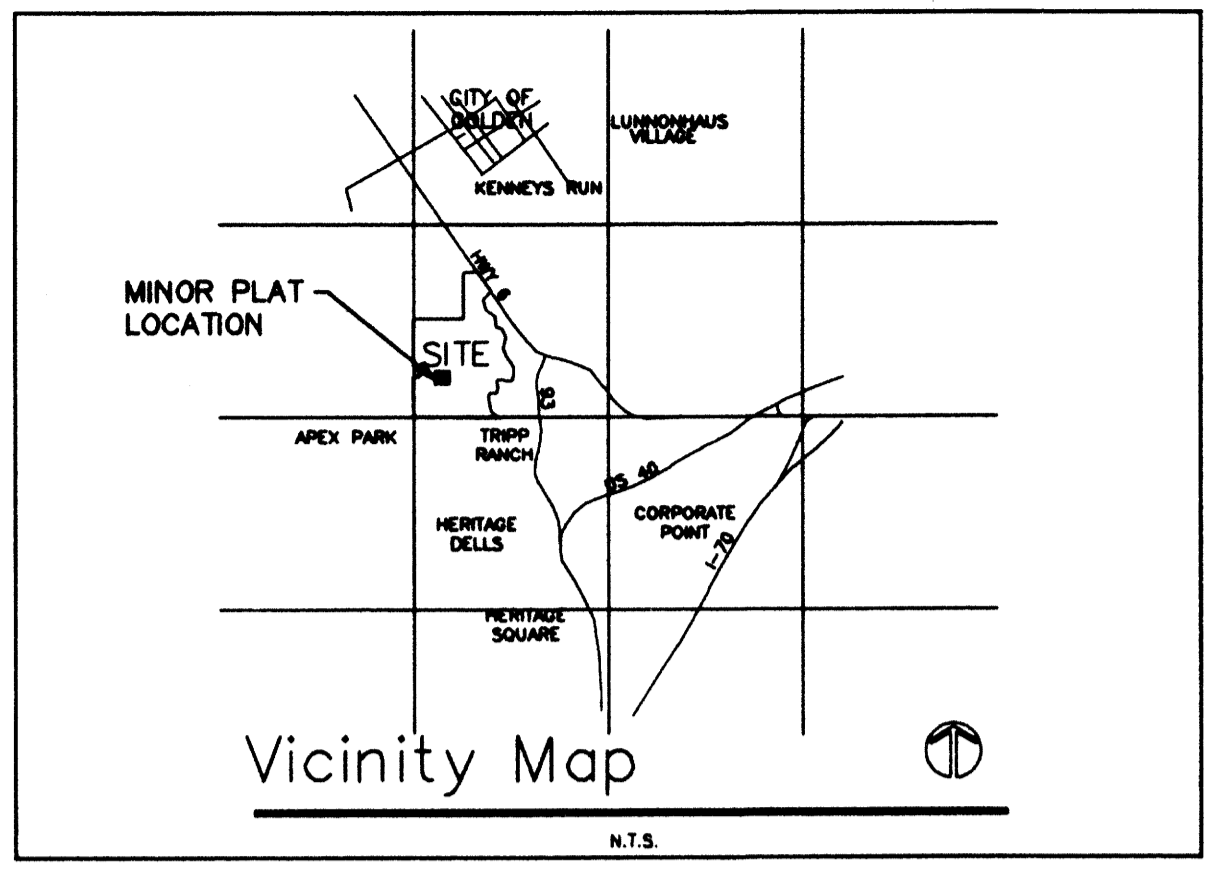 CITY OF
GOLDEN
LUNNONHAUS
VILLAGE
KENNEYS RUN
HWY 6
MINOR PLAT
LOCATION
SITE
93
APEX PARK
TRIPP
RANCH
US 40
CORPORATE
POINT
HERITAGE
DELLS
I-70
HERITAGE
SQUARE
Vicinity Map
N.T.S.